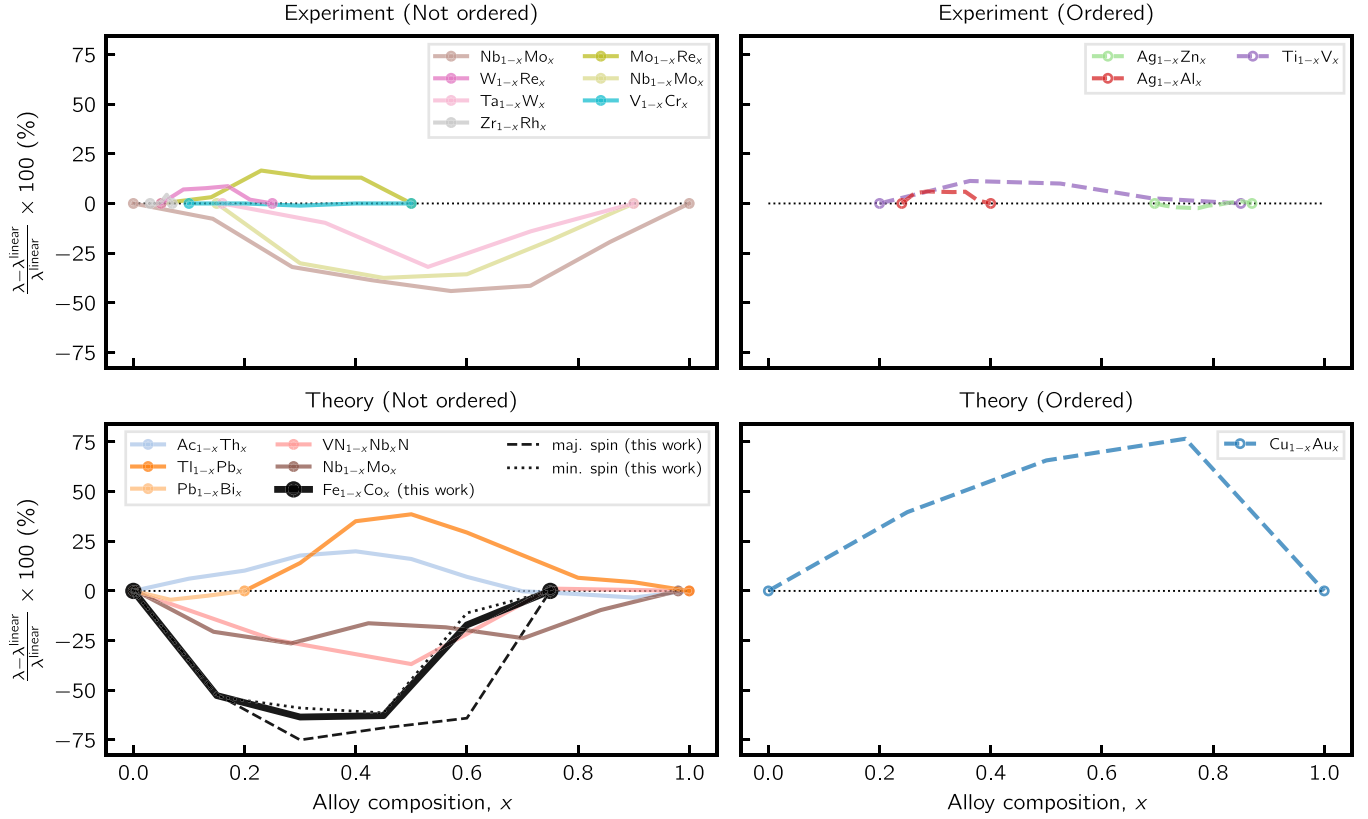 Experiment (Not ordered)
Experiment (Ordered)
75
50
25
0
−25
−50
−75
λ−λ^linear / λ^linear × 100 (%)
Nb₁₋ₓMoₓ
W₁₋ₓReₓ
Ta₁₋ₓWₓ
Zr₁₋ₓRhₓ
Mo₁₋ₓReₓ
Nb₁₋ₓMoₓ
V₁₋ₓCrₓ
Ag₁₋ₓZnₓ
Ag₁₋ₓAlₓ
Ti₁₋ₓVₓ
Theory (Not ordered)
Theory (Ordered)
75
50
25
0
−25
−50
−75
λ−λ^linear / λ^linear × 100 (%)
Ac₁₋ₓThₓ
Tl₁₋ₓPbₓ
Pb₁₋ₓBiₓ
VN₁₋ₓNbₓN
Nb₁₋ₓMoₓ
Fe₁₋ₓCoₓ (this work)
maj. spin (this work)
min. spin (this work)
Cu₁₋ₓAuₓ
0.0 0.2 0.4 0.6 0.8 1.0
0.0 0.2 0.4 0.6 0.8 1.0
Alloy composition, x
Alloy composition, x